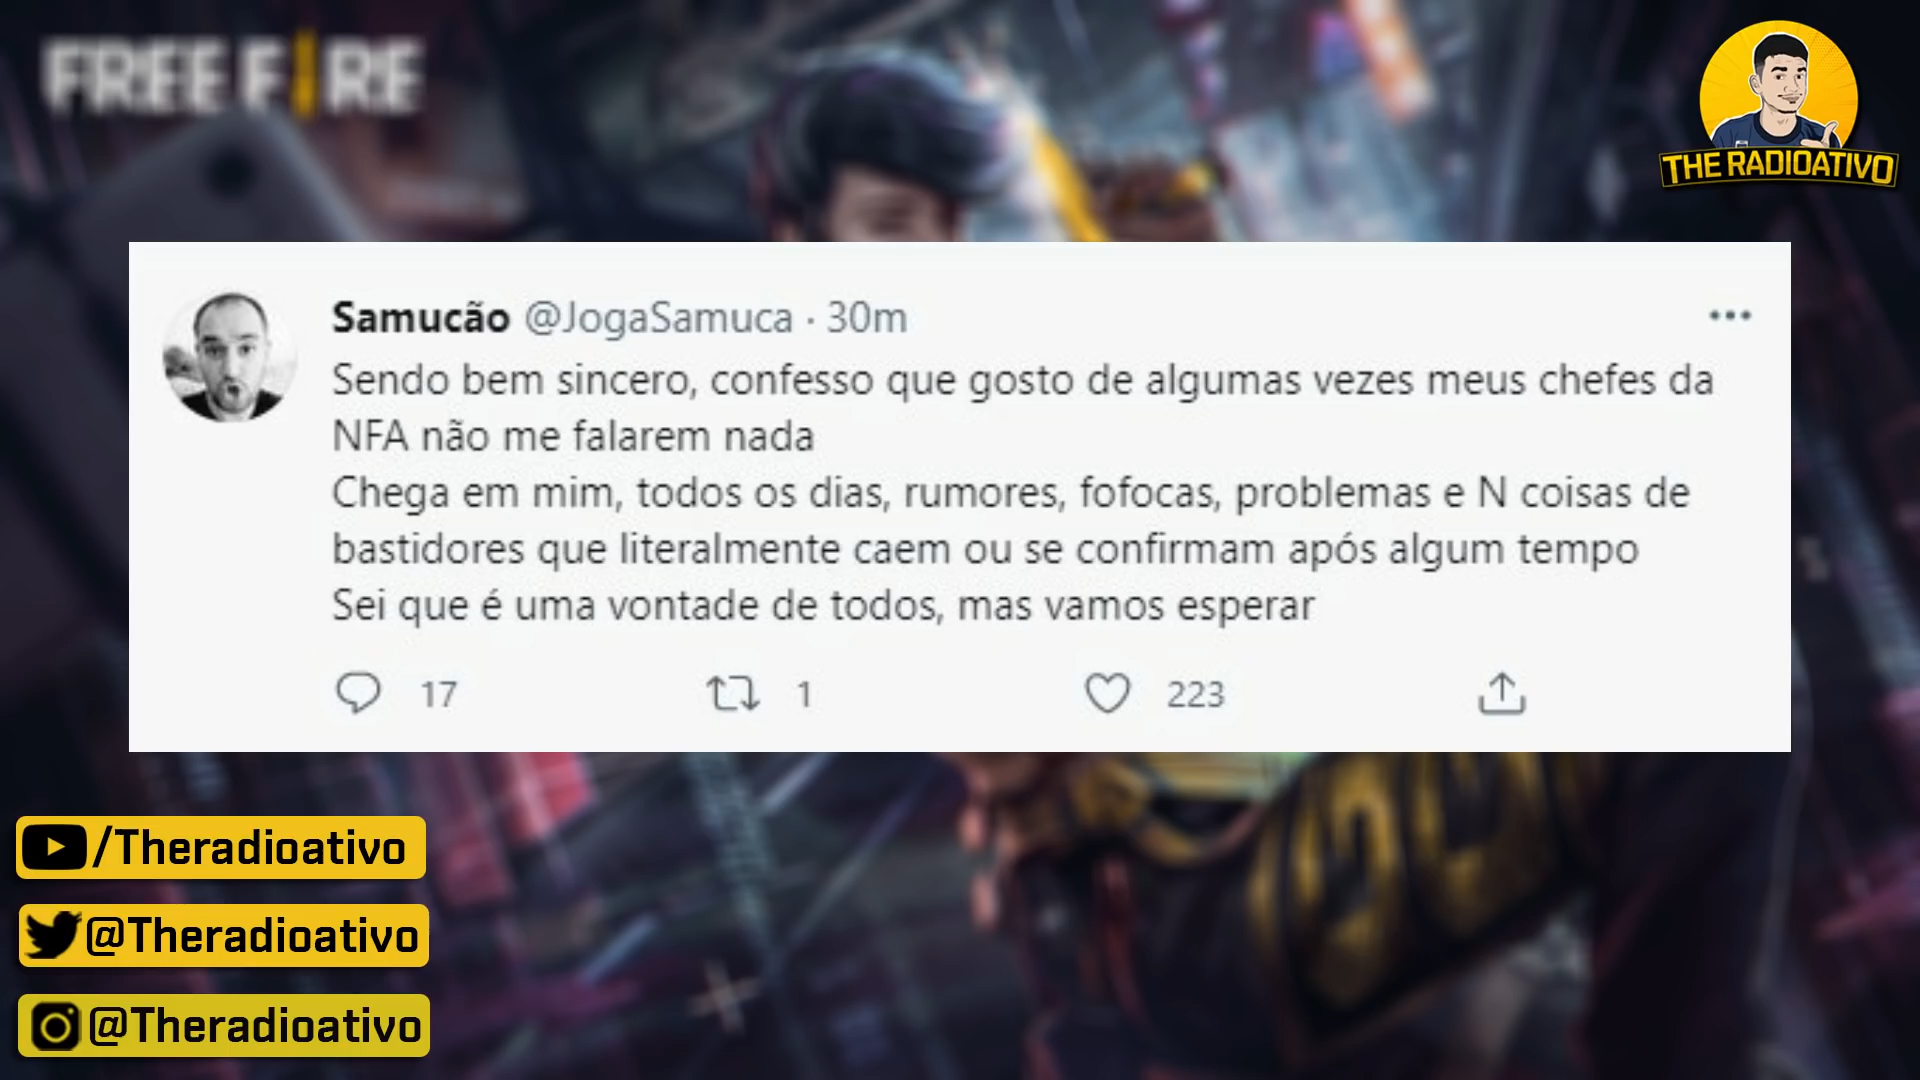 FREE FIRE
THE RADIOATIVO
Samucão @JogaSamuca · 30m
Sendo bem sincero, confesso que gosto de algumas vezes meus chefes da
NFA não me falarem nada
Chega em mim, todos os dias, rumores, fofocas, problemas e N coisas de
bastidores que literalmente caem ou se confirmam após algum tempo
Sei que é uma vontade de todos, mas vamos esperar
17 1 223
/Theradioativo
@Theradioativo
@Theradioativo